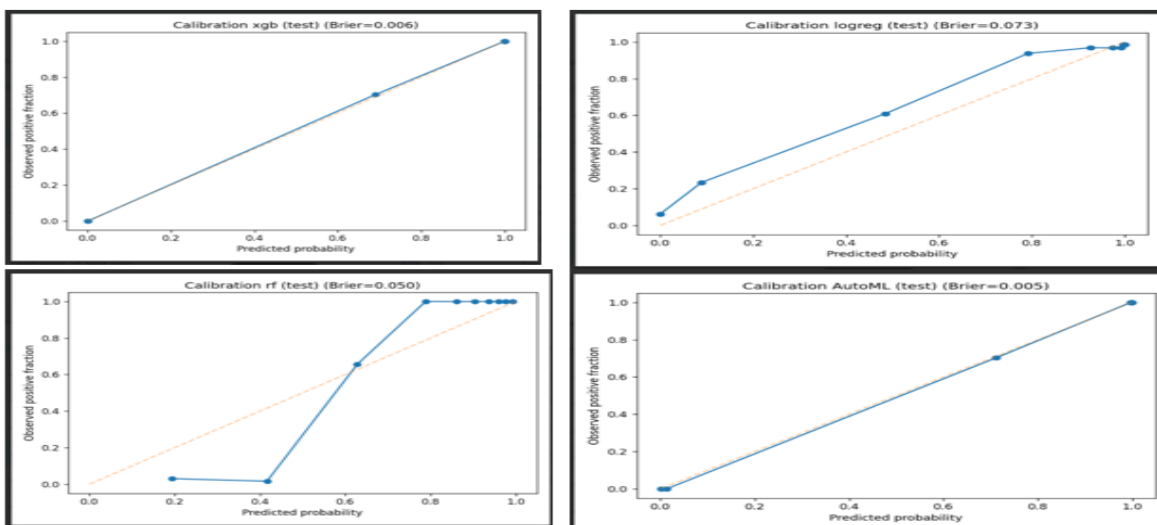 Calibration xgb (test) (Brier=0.006)
Observed positive fraction
1.0
0.8
0.6
0.4
0.2
0.0
0.0 0.2 0.4 0.6 0.8 1.0
Predicted probability
Calibration logreg (test) (Brier=0.073)
Observed positive fraction
1.0
0.8
0.6
0.4
0.2
0.0
0.0 0.2 0.4 0.6 0.8 1.0
Predicted probability
Calibration rf (test) (Brier=0.050)
Observed positive fraction
1.0
0.8
0.6
0.4
0.2
0.0
0.0 0.2 0.4 0.6 0.8 1.0
Predicted probability
Calibration AutoML (test) (Brier=0.005)
Observed positive fraction
1.0
0.8
0.6
0.4
0.2
0.0
0.0 0.2 0.4 0.6 0.8 1.0
Predicted probability